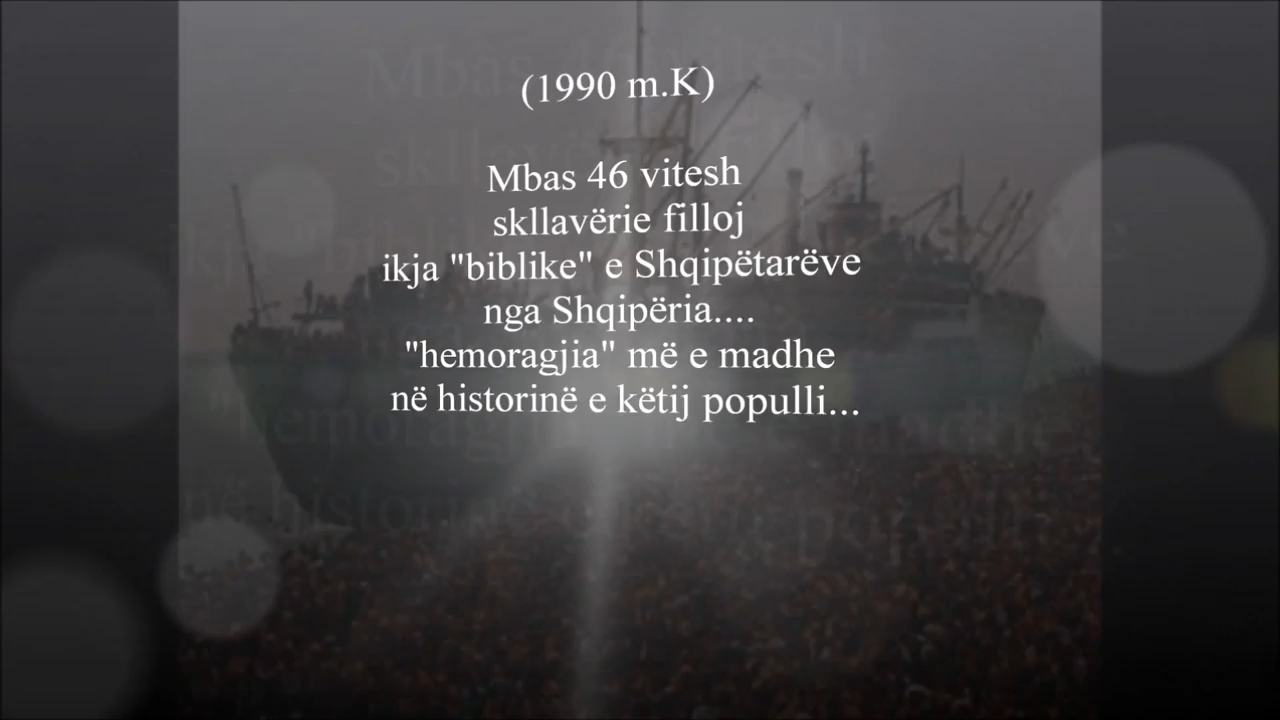 (1990 m.K)
Mbas 46 vitesh
skllavërie filloj
ikja "biblike" e Shqipëtarëve
nga Shqipëria....
"hemoragjia" më e madhe
në historinë e këtij populli...